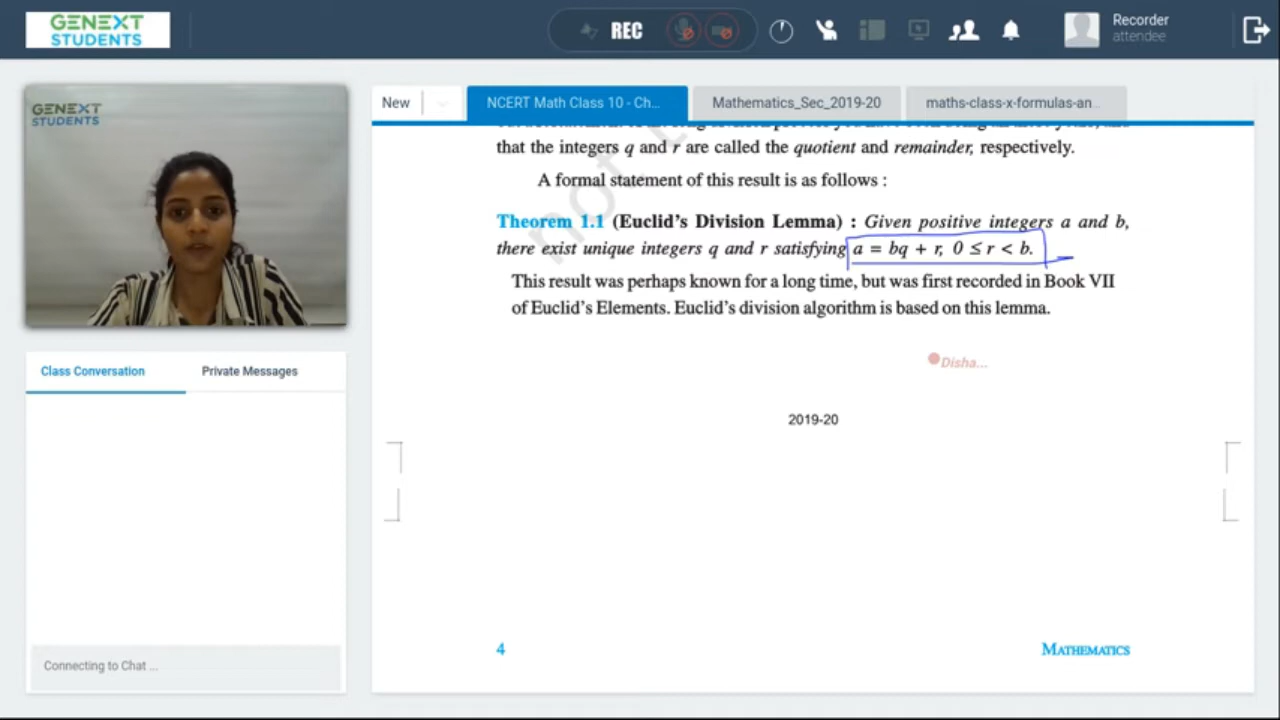 GENEXT
STUDENTS
REC
Recorder
attendee
GENEXT
STUDENTS
New
NCERT Math Class 10 - Ch...
Mathematics_Sec_2019-20
maths-class-x-formulas-an
that the integers q and r are called the quotient and remainder, respectively.
A formal statement of this result is as follows :
Theorem 1.1 (Euclid's Division Lemma) : Given positive integers a and b,
there exist unique integers q and r satisfying a = bq + r, 0 ≤ r < b.
This result was perhaps known for a long time, but was first recorded in Book VII
of Euclid's Elements. Euclid's division algorithm is based on this lemma.
not t
Disha...
2019-20
4
MATHEMATICS
Class Conversation
Private Messages
Connecting to Chat ...